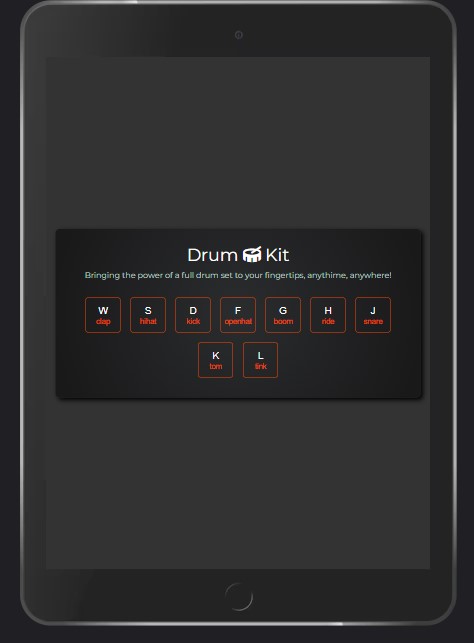 Drum Kit
Bringing the power of a full drum set to your fingertips, anythime, anywhere!
W S D F G H J
clap hihat kick openhat boom ride snare
K L
tom tink